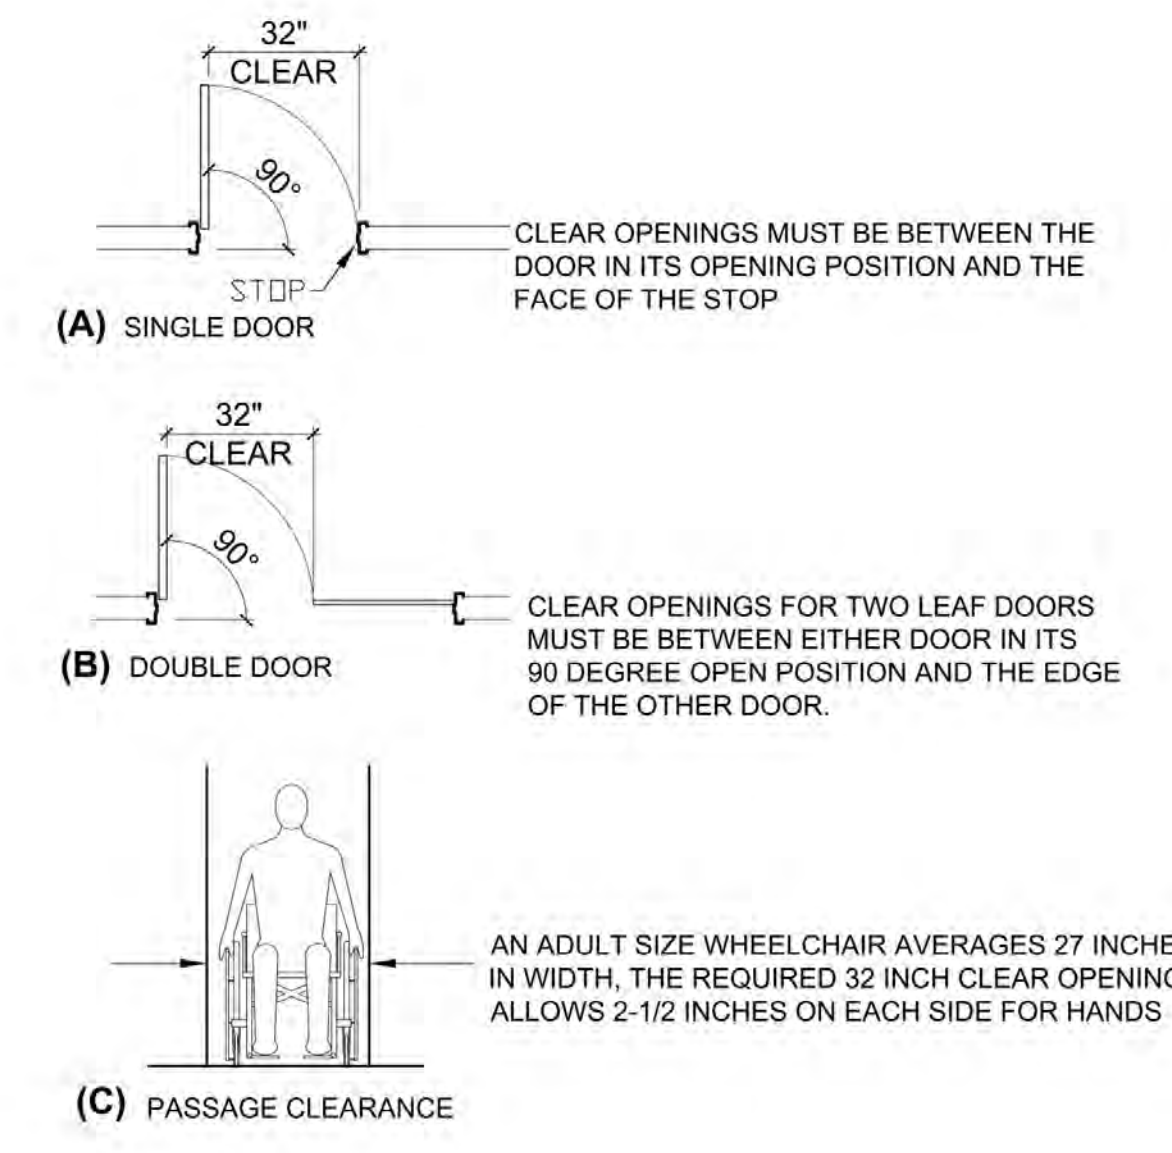 32"
CLEAR
90°
STOP
(A) SINGLE DOOR
CLEAR OPENINGS MUST BE BETWEEN THE
DOOR IN ITS OPENING POSITION AND THE
FACE OF THE STOP
32"
CLEAR
90°
(B) DOUBLE DOOR
CLEAR OPENINGS FOR TWO LEAF DOORS
MUST BE BETWEEN EITHER DOOR IN ITS
90 DEGREE OPEN POSITION AND THE EDGE
OF THE OTHER DOOR.
AN ADULT SIZE WHEELCHAIR AVERAGES 27 INCHE
IN WIDTH, THE REQUIRED 32 INCH CLEAR OPENING
ALLOWS 2-1/2 INCHES ON EACH SIDE FOR HANDS
(C) PASSAGE CLEARANCE